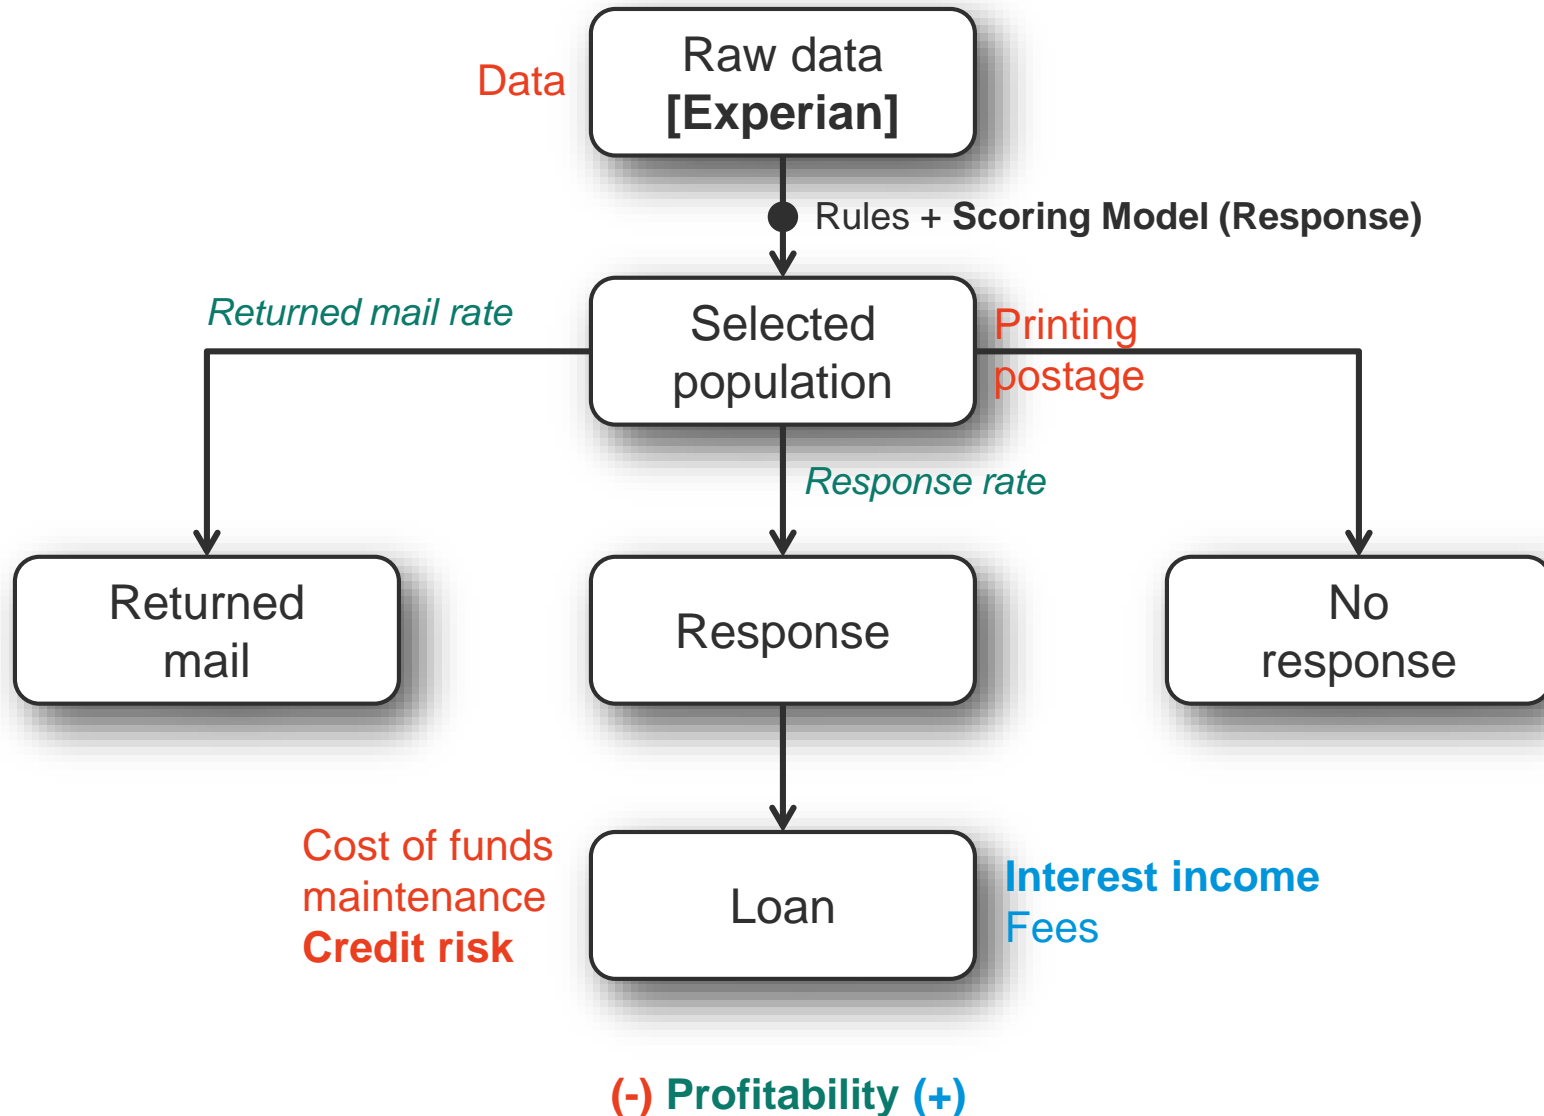 Data
Raw data
[Experian]
Rules + Scoring Model (Response)
Returned mail rate
Selected
population
Printing
postage
Response rate
Returned
mail
Response
No
response
Cost of funds
maintenance
Credit risk
Loan
Interest income
Fees
(-) Profitability (+)